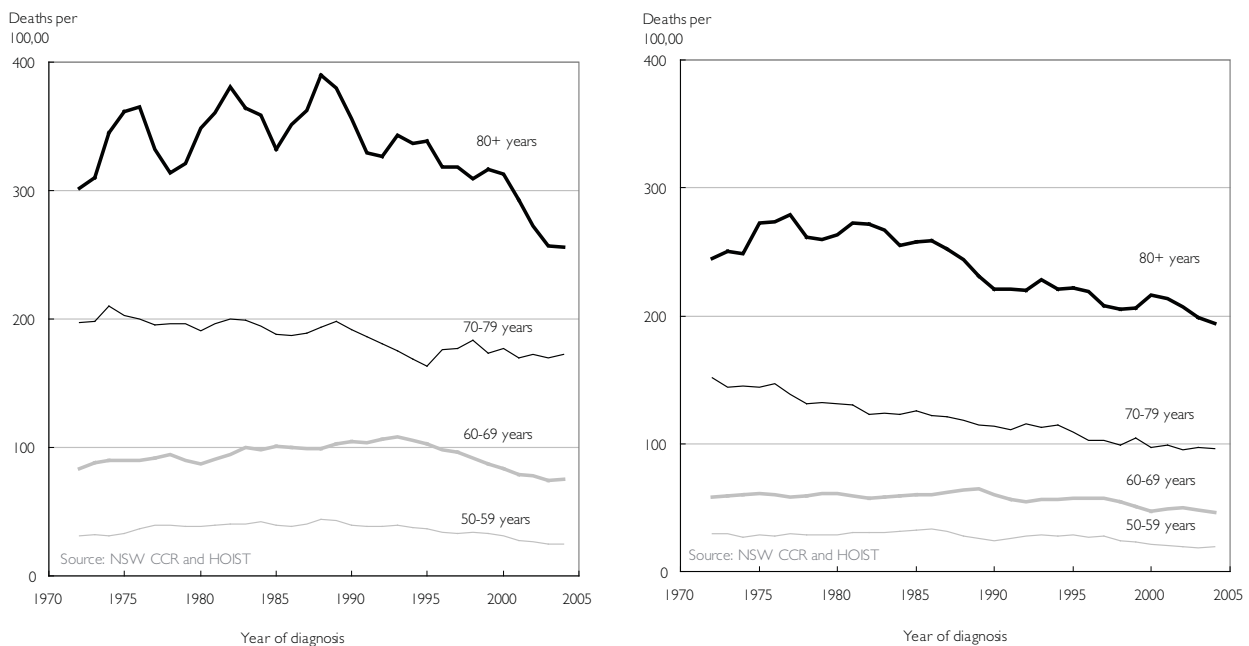 Deaths per
100,00
400
300
200
100
0
80+ years
70-79 years
60-69 years
50-59 years
Source: NSW CCR and HOIST
1970 1975 1980 1985 1990 1995 2000 2005
Year of diagnosis
Deaths per
100,00
400
300
200
100
0
80+ years
70-79 years
60-69 years
50-59 years
Source: NSW CCR and HOIST
1970 1975 1980 1985 1990 1995 2000 2005
Year of diagnosis